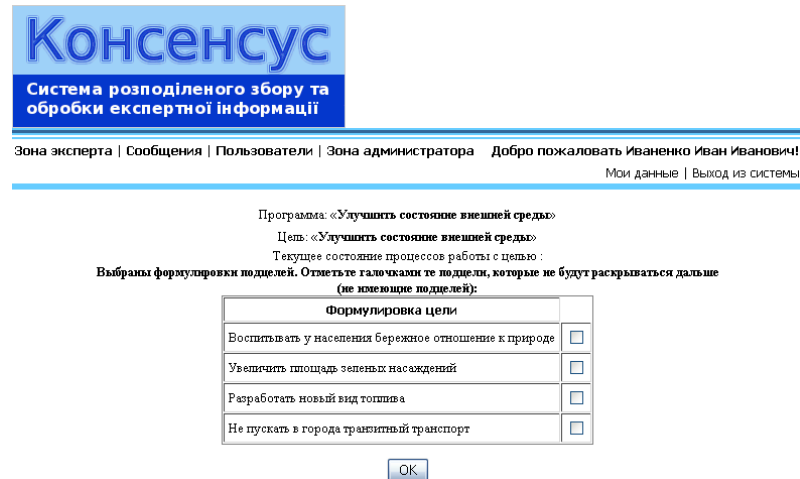 Консенсус
Система розподіленого збору та
обробки експертної інформації
Зона эксперта | Сообщения | Пользователи | Зона администратора Добро пожаловать Иваненко Иван Иванович!
Мои данные | Выход из системы
Программа: «Улучшить состояние внешней среды»
Цель: «Улучшить состояние внешней среды»
Текущее состояние процессов работы с целью :
Выбраны формулировки подцелей. Отметьте галочками те подцели, которые не будут раскрываться дальше
(не имеющие подцелей):
Формулировка цели
Воспитывать у населения бережное отношение к природе
Увеличить площадь зеленых насаждений
Разработать новый вид топлива
Не пускать в города транзитный транспорт
OK